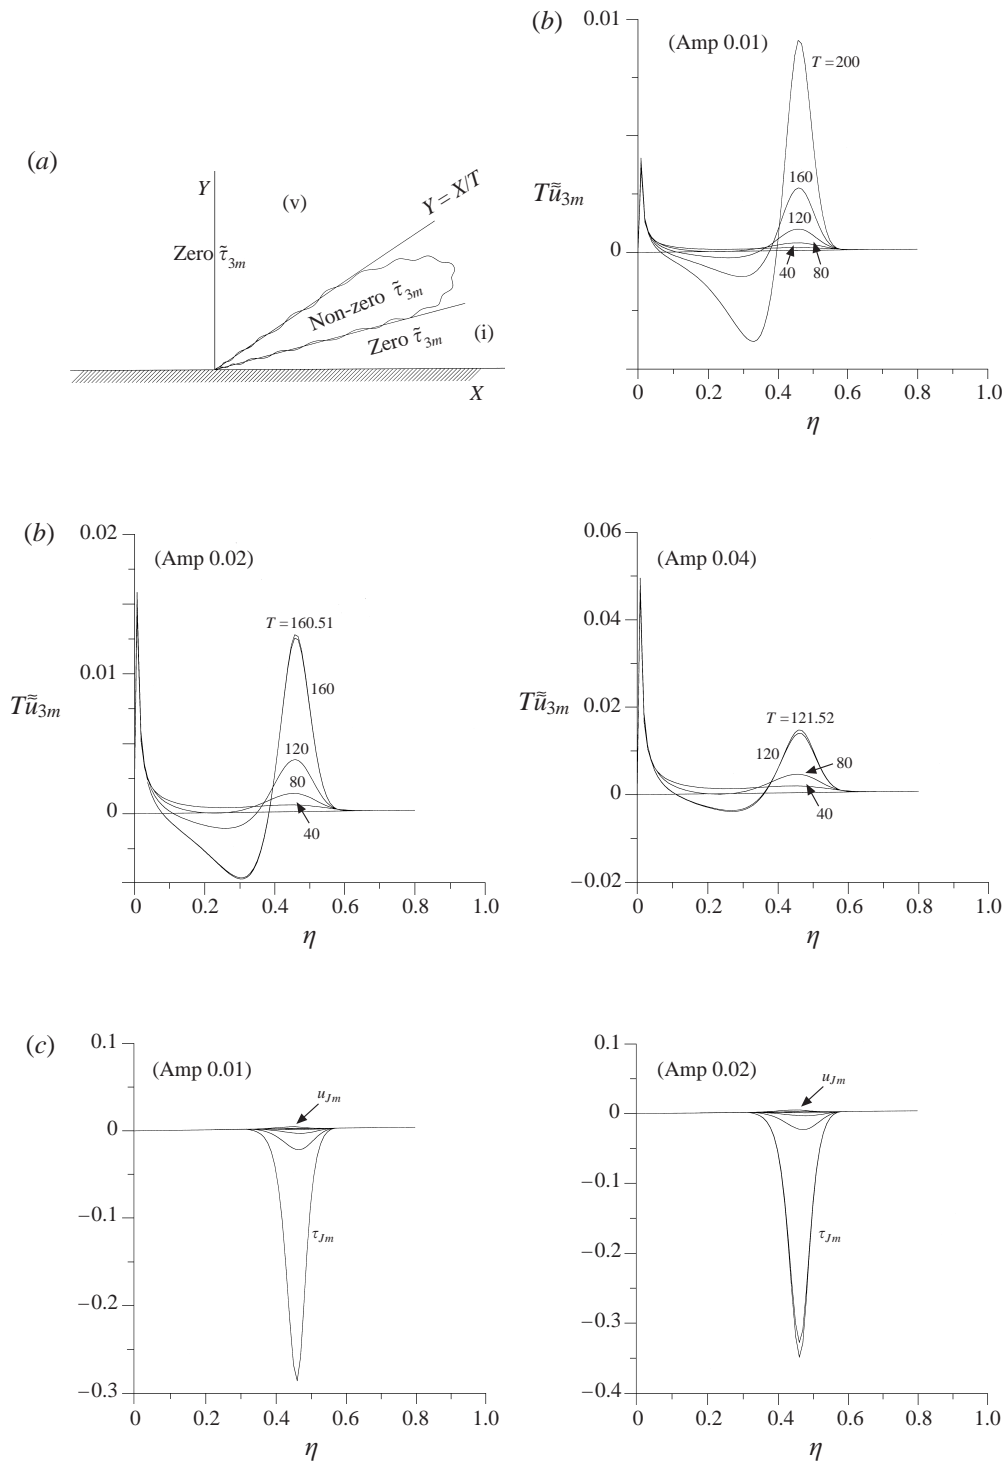 (a)
Y
(v)
Y = X/T
Zero τ̃3m
Non-zero τ̃3m
Zero τ̃3m
(i)
X
(b)
0.01
(Amp 0.01)
T = 200
160
Tũ̃3m
120
0
40
80
0
0.2
0.4
0.6
0.8
1.0
η
(b)
0.02
(Amp 0.02)
T = 160.51
0.01
160
Tũ̃3m
120
80
0
40
0
0.2
0.4
0.6
0.8
1.0
η
0.06
(Amp 0.04)
0.04
0.02
T = 121.52
Tũ̃3m
120
80
0
40
−0.02
0
0.2
0.4
0.6
0.8
1.0
η
(c)
0.1
(Amp 0.01)
uJm
0
−0.1
τJm
−0.2
−0.3
0
0.2
0.4
0.6
0.8
1.0
η
0.1
(Amp 0.02)
uJm
0
−0.1
τJm
−0.2
−0.3
−0.4
0
0.2
0.4
0.6
0.8
1.0
η